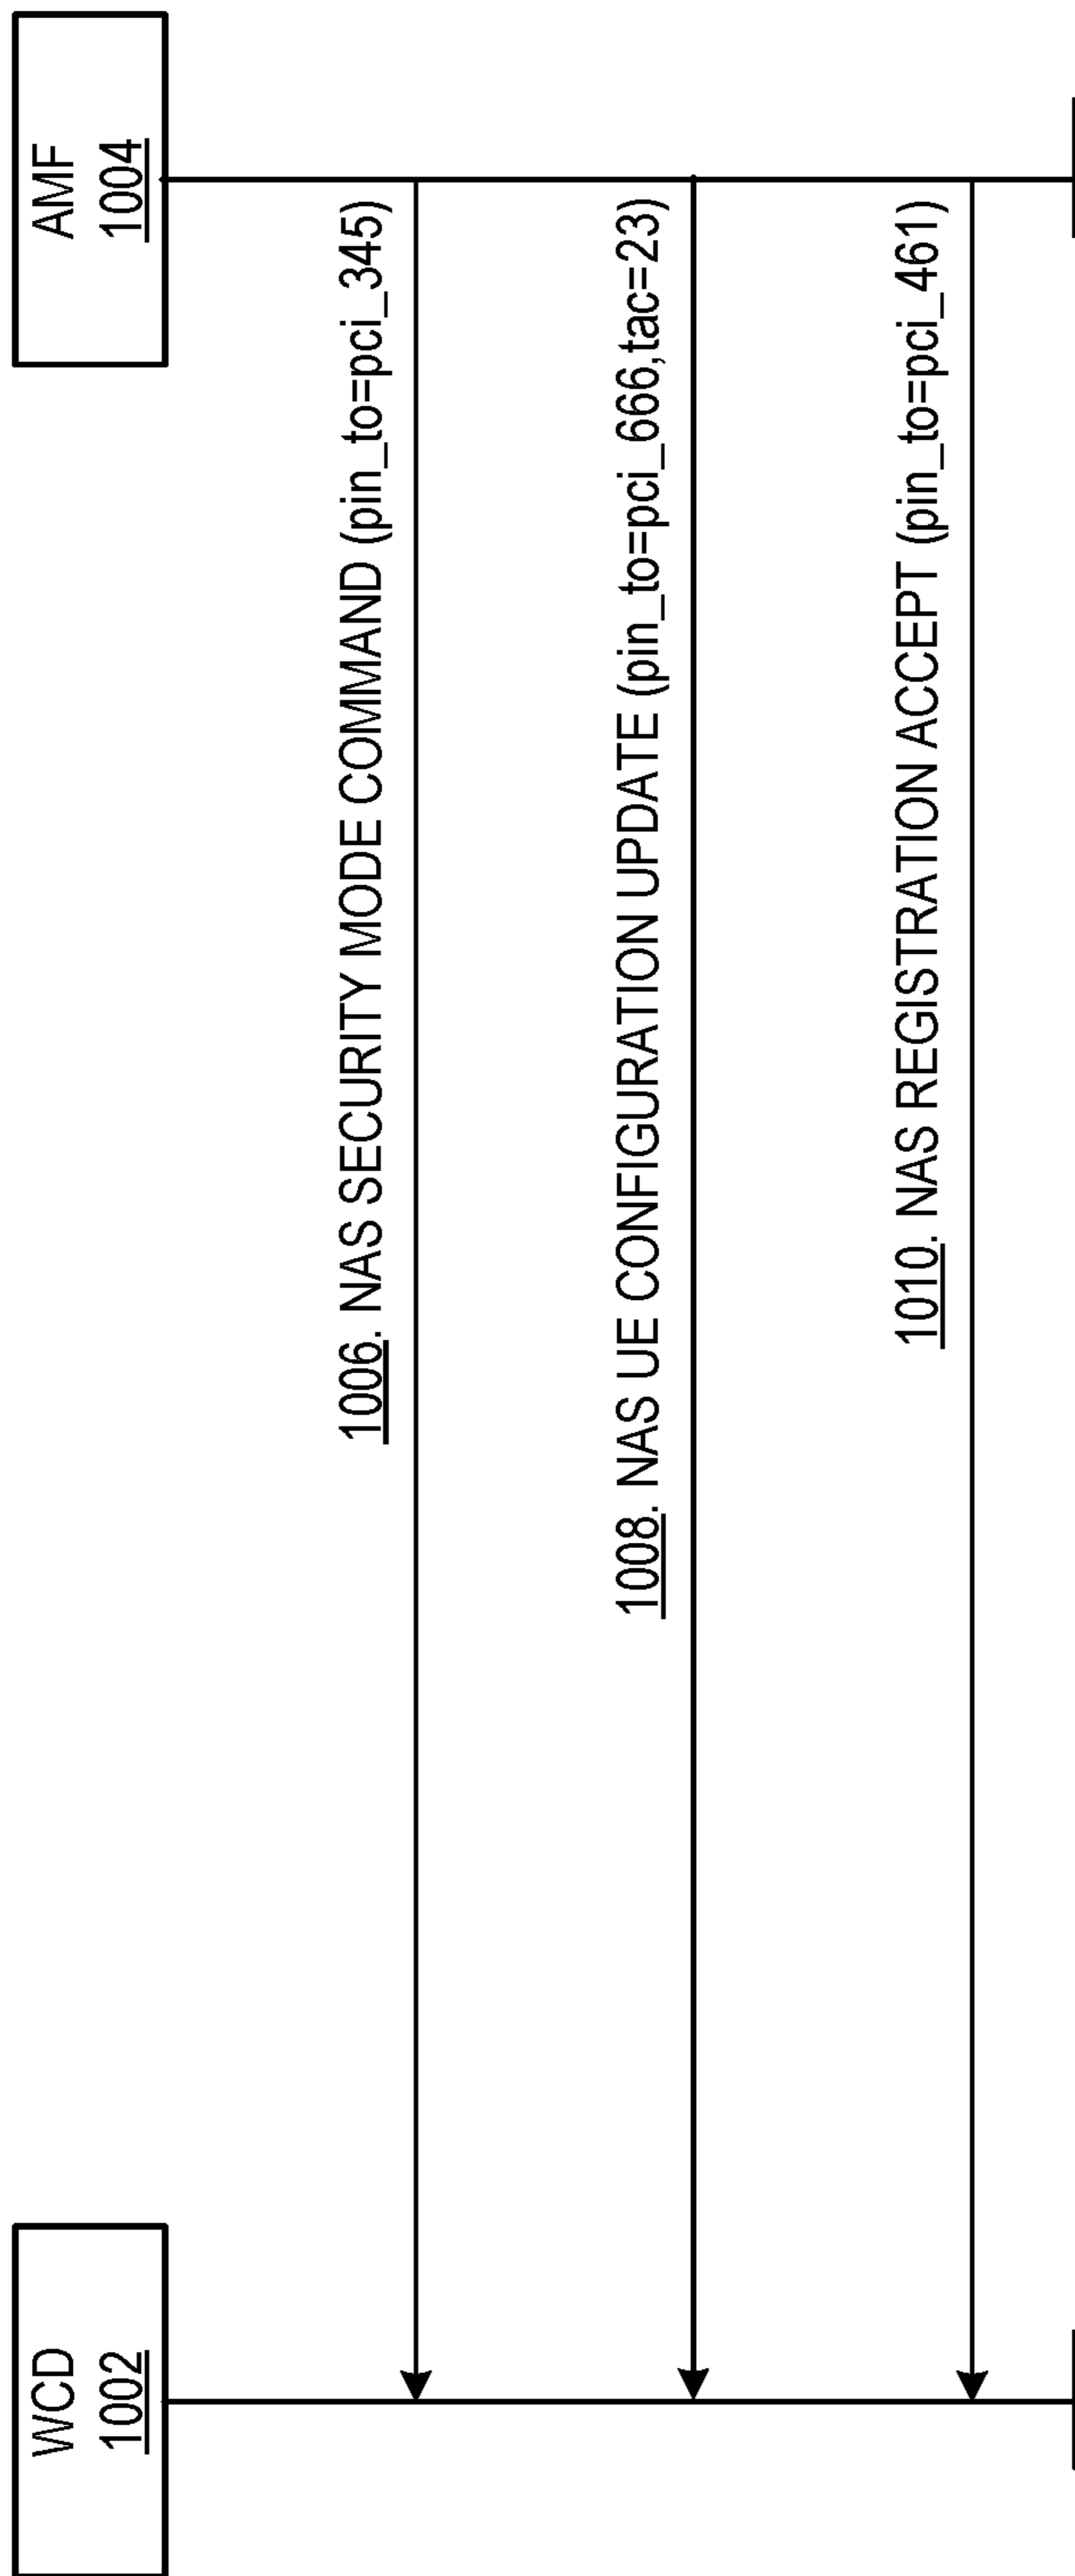 WCD
1002
AMF
1004
1006. NAS SECURITY MODE COMMAND (pin_to=pci_345)
1008. NAS UE CONFIGURATION UPDATE (pin_to=pci_666,tac=23)
1010. NAS REGISTRATION ACCEPT (pin_to=pci_461)